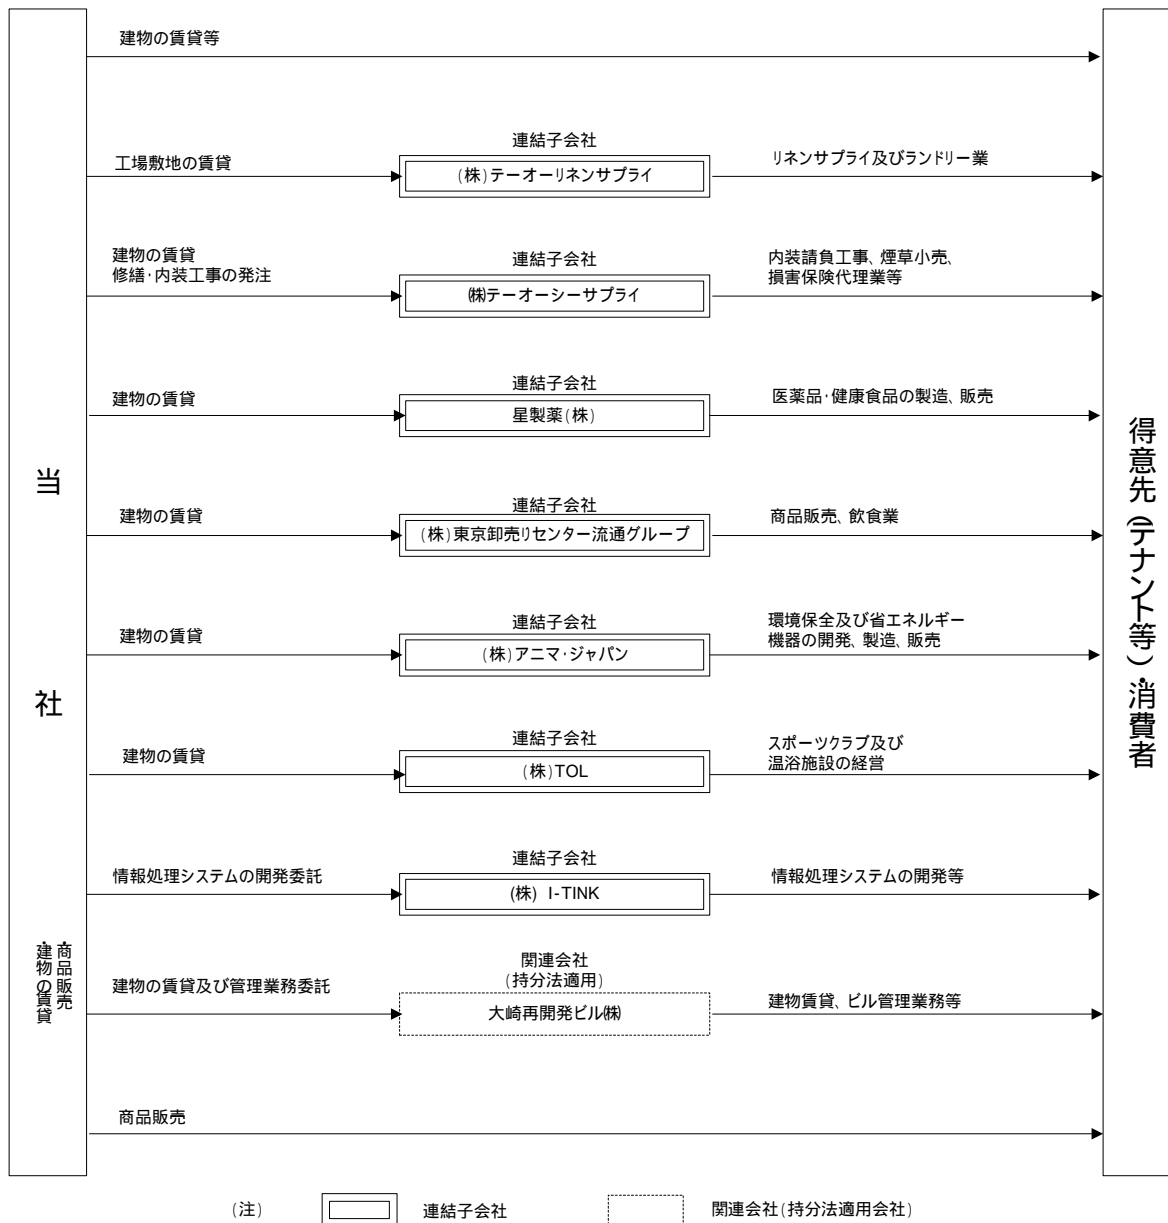 建物の賃貸等
連結子会社
工場敷地の賃貸
(株)テーオーリネンサプライ
リネンサプライ及びランドリー業
連結子会社
建物の賃貸
修繕・内装工事の発注
㈱テーオーシーサプライ
内装請負工事、煙草小売、
損害保険代理業等
連結子会社
建物の賃貸
星製薬(株)
医薬品・健康食品の製造、販売
連結子会社
建物の賃貸
(株)東京卸売りセンター流通グループ
商品販売、飲食業
連結子会社
建物の賃貸
(株)アニマ・ジャパン
環境保全及び省エネルギー
機器の開発、製造、販売
連結子会社
建物の賃貸
(株)TOL
スポーツクラブ及び
温浴施設の経営
連結子会社
情報処理システムの開発委託
(株) I-TINK
情報処理システムの開発等
関連会社
(持分法適用)
建物の賃貸及び管理業務委託
大崎再開発ビル㈱
建物賃貸、ビル管理業務等
商品販売
当社
・商品販売
・建物の賃貸
得意先(テナント等)・消費者
(注)
連結子会社
関連会社(持分法適用会社)